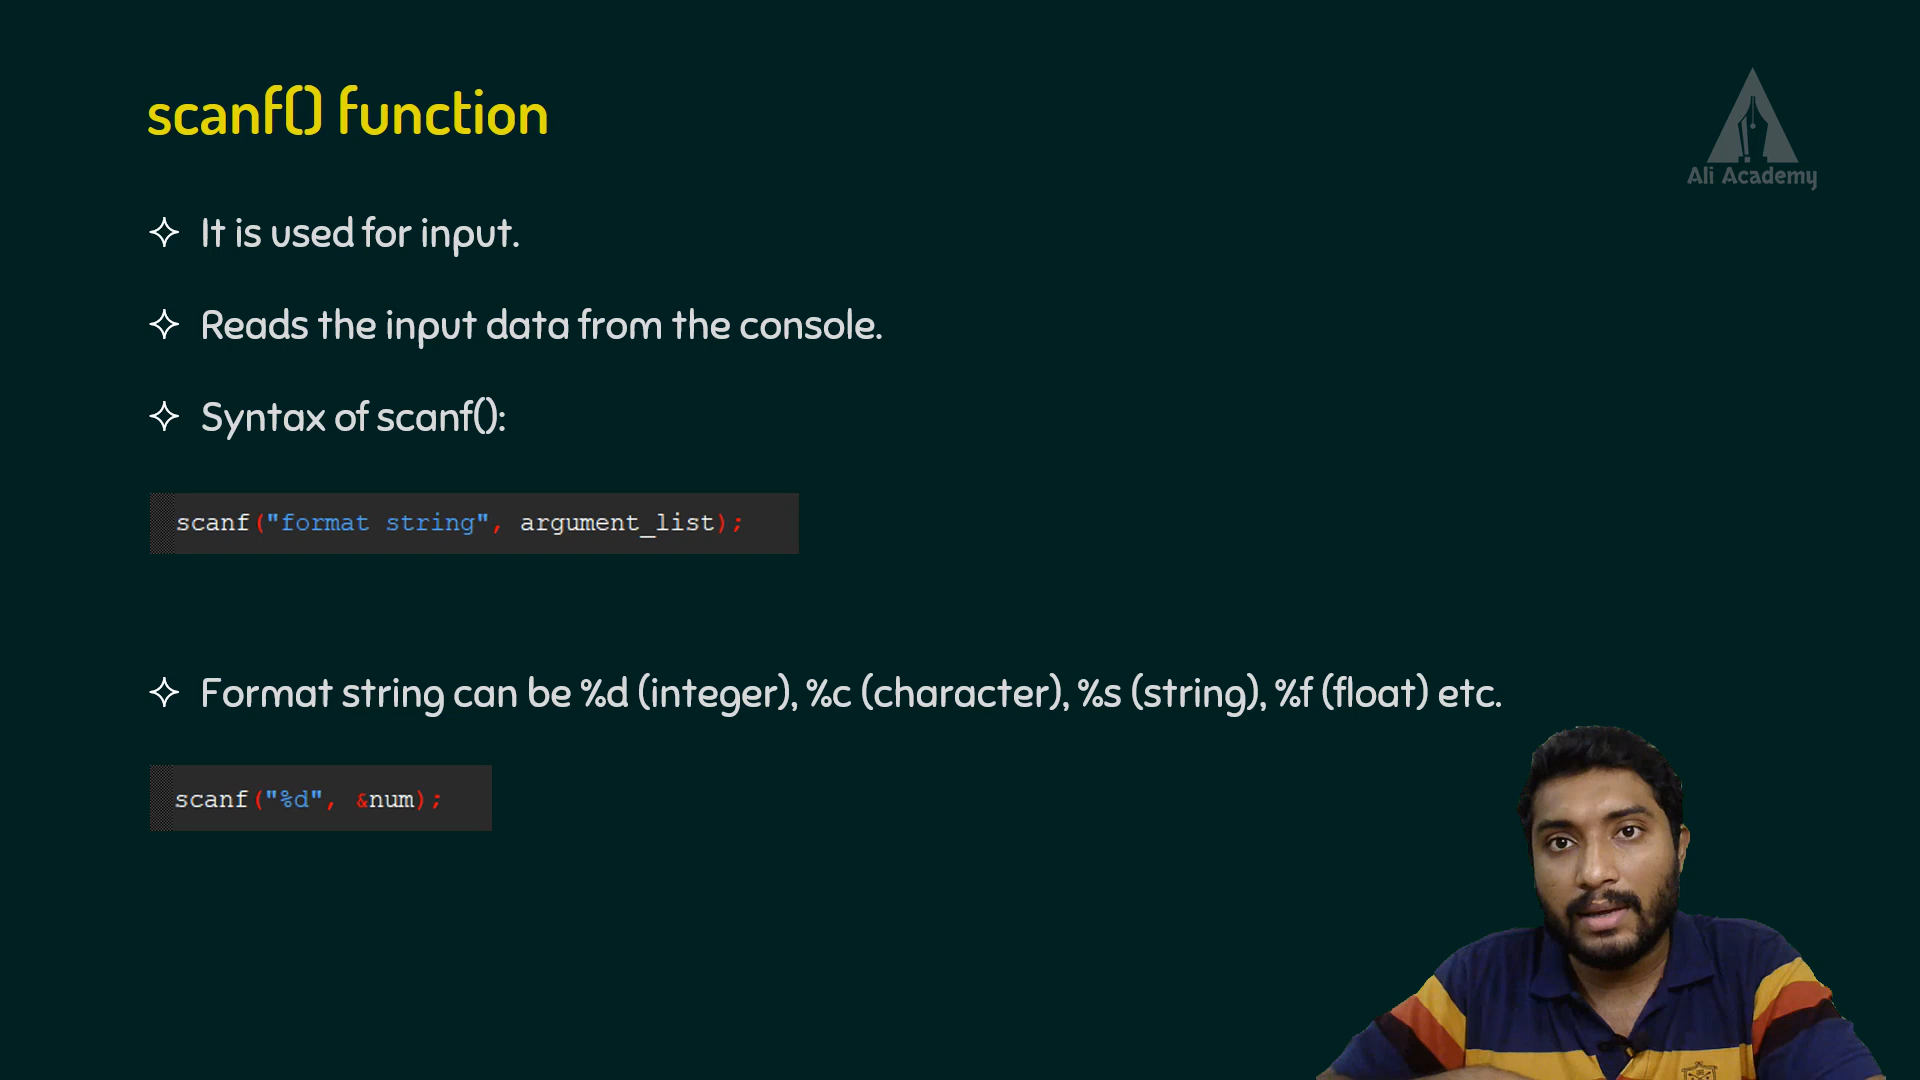 scanf() function
Ali Academy
It is used for input.
Reads the input data from the console.
Syntax of scanf():
scanf("format string", argument_list);
Format string can be %d (integer), %c (character), %s (string), %f (float) etc.
scanf("%d", &num);